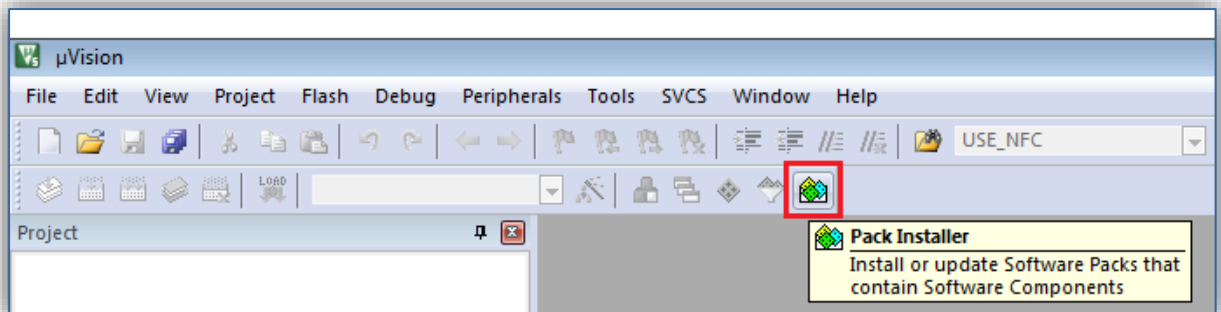 µVision
File Edit View Project Flash Debug Peripherals Tools SVCS Window Help
USE_NFC
LOAD
Project
Pack Installer
Install or update Software Packs that
contain Software Components